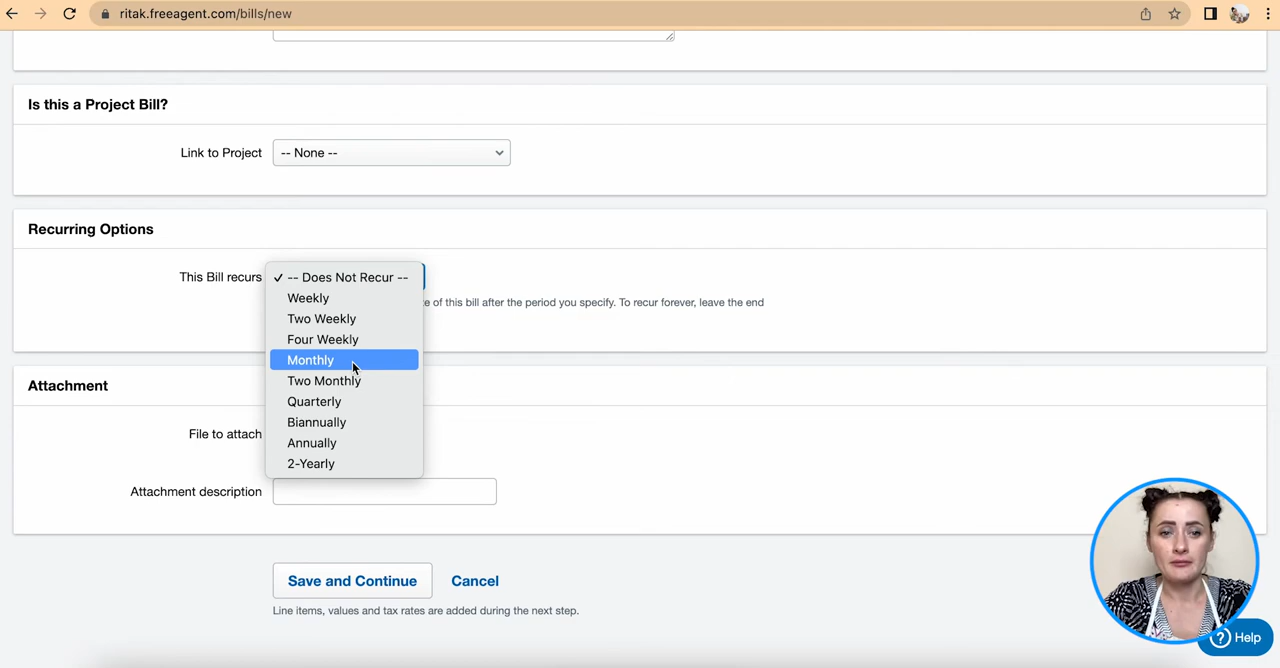 ritak.freeagent.com/bills/new
Is this a Project Bill?
Link to Project -- None --
Recurring Options
This Bill recurs ✓ -- Does Not Recur --
Weekly
e of this bill after the period you specify. To recur forever, leave the end
Two Weekly
Four Weekly
Monthly
Two Monthly
Quarterly
Biannually
Annually
2-Yearly
Attachment
File to attach
Attachment description
Save and Continue Cancel
Line items, values and tax rates are added during the next step.
? Help